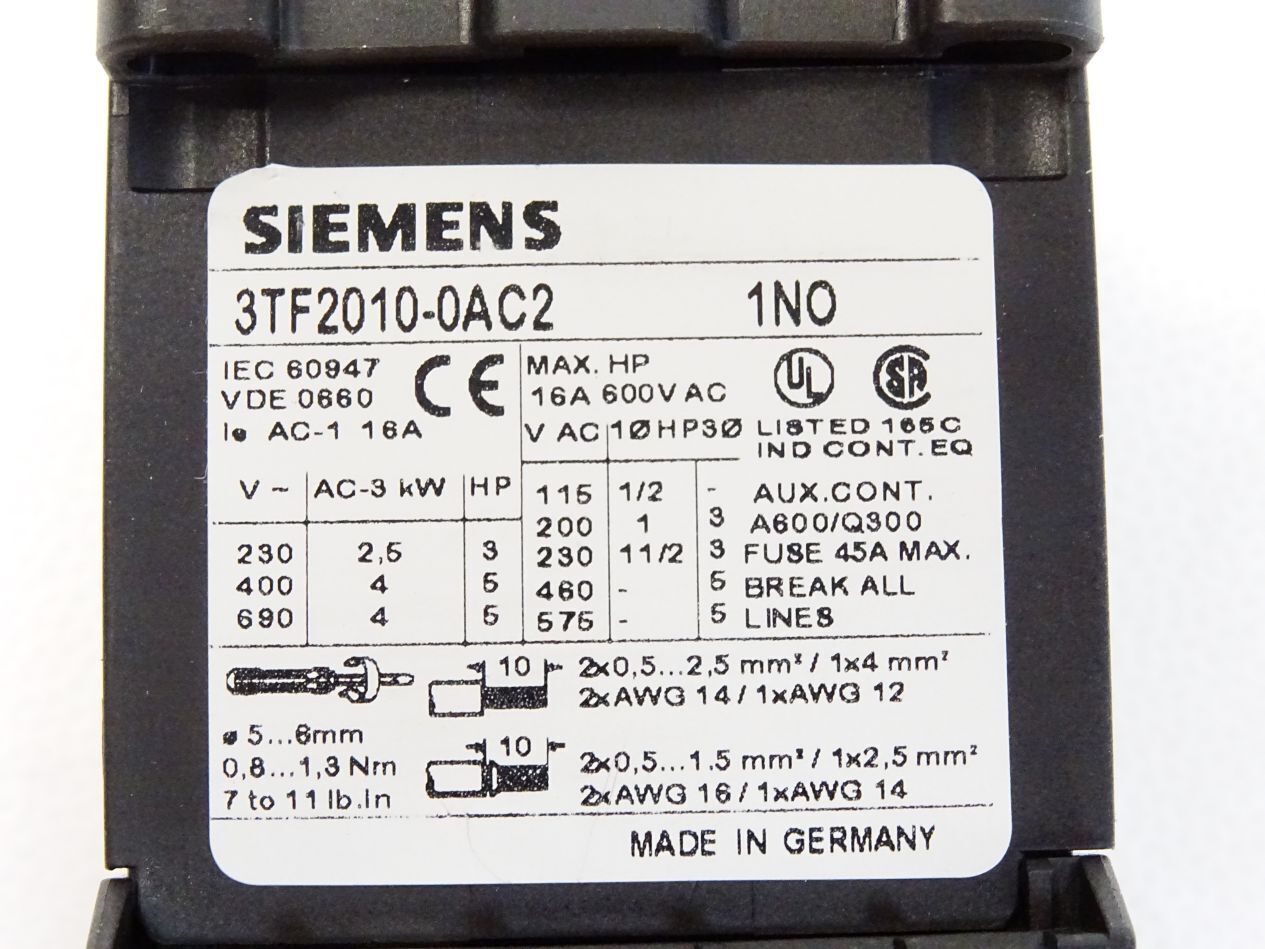 SIEMENS
3TF2010-0AC2 1NO
IEC 60947
VDE 0660
Ie AC-1 16A
CE
V ~ AC-3 kW HP
230 2,5 3
400 4 5
690 4 5
MAX. HP
16A 600V AC
V AC 1Ø HP 3Ø
115 1/2 -
200 1 3
230 1 1/2 3
460 - 5
575 - 5
UL SA
LISTED 165C
IND CONT. EQ
AUX.CONT.
A600/Q300
FUSE 45A MAX.
BREAK ALL
LINES
ø 5...6mm
0,8...1,3 Nm
7 to 11 lb.in
10 2x0,5...2,5 mm² / 1x4 mm²
2xAWG 14 / 1xAWG 12
10 2x0,5...1.5 mm² / 1x2,5 mm²
2xAWG 16 / 1xAWG 14
MADE IN GERMANY